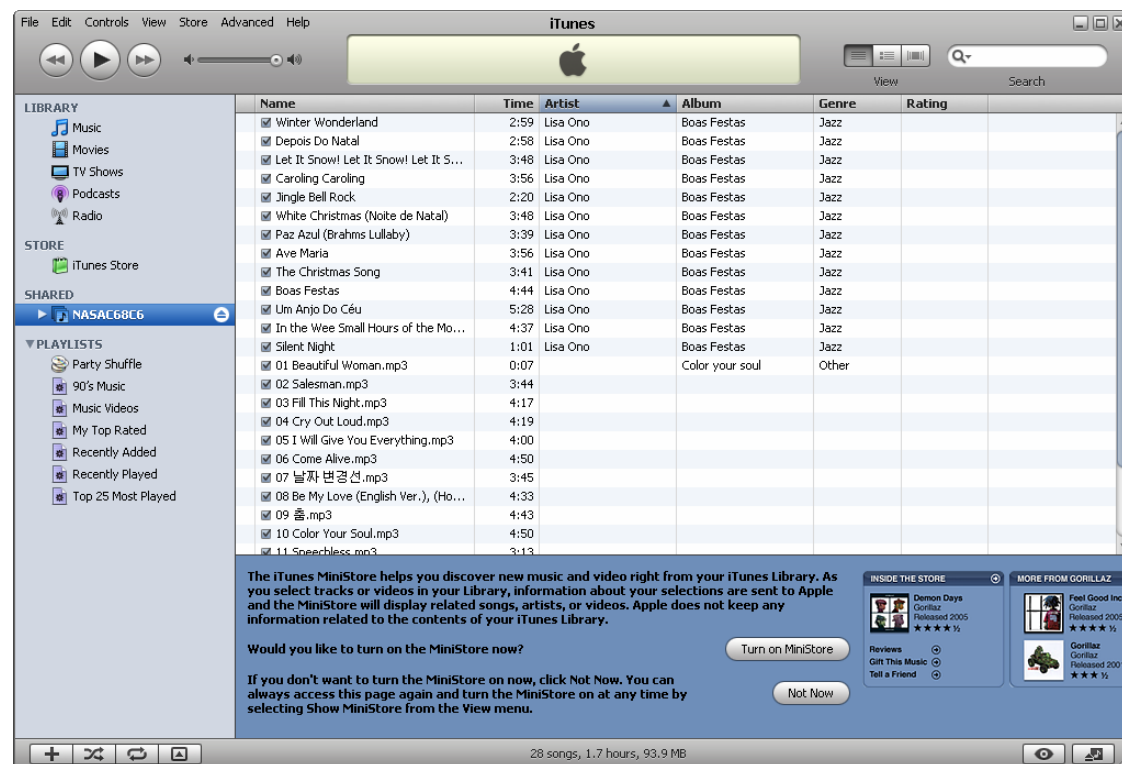 File Edit Controls View Store Advanced Help
iTunes
View
Search
LIBRARY
Music
Movies
TV Shows
Podcasts
Radio
STORE
iTunes Store
SHARED
NASAC68C6
PLAYLISTS
Party Shuffle
90's Music
Music Videos
My Top Rated
Recently Added
Recently Played
Top 25 Most Played
Name Time Artist Album Genre Rating
Winter Wonderland 2:59 Lisa Ono Boas Festas Jazz
Depois Do Natal 2:58 Lisa Ono Boas Festas Jazz
Let It Snow! Let It Snow! Let It S... 3:48 Lisa Ono Boas Festas Jazz
Caroling Caroling 3:56 Lisa Ono Boas Festas Jazz
Jingle Bell Rock 2:20 Lisa Ono Boas Festas Jazz
White Christmas (Noite de Natal) 3:48 Lisa Ono Boas Festas Jazz
Paz Azul (Brahms Lullaby) 3:39 Lisa Ono Boas Festas Jazz
Ave Maria 3:56 Lisa Ono Boas Festas Jazz
The Christmas Song 3:41 Lisa Ono Boas Festas Jazz
Boas Festas 4:44 Lisa Ono Boas Festas Jazz
Um Anjo Do Céu 5:28 Lisa Ono Boas Festas Jazz
In the Wee Small Hours of the Mo... 4:37 Lisa Ono Boas Festas Jazz
Silent Night 1:01 Lisa Ono Boas Festas Jazz
01 Beautiful Woman.mp3 0:07 Color your soul Other
02 Salesman.mp3 3:44
03 Fill This Night.mp3 4:17
04 Cry Out Loud.mp3 4:19
05 I Will Give You Everything.mp3 4:00
06 Come Alive.mp3 4:50
07 날짜 변경선.mp3 3:45
08 Be My Love (English Ver.), (Ho... 4:33
09 춤.mp3 4:43
10 Color Your Soul.mp3 4:50
11 Speechless.mp3 3:13
The iTunes MiniStore helps you discover new music and video right from your iTunes Library. As
you select tracks or videos in your Library, information about your selections are sent to Apple
and the MiniStore will display related songs, artists, or videos. Apple does not keep any
information related to the contents of your iTunes Library.
Would you like to turn on the MiniStore now?
Turn on MiniStore
If you don't want to turn the MiniStore on now, click Not Now. You can
always access this page again and turn the MiniStore on at any time by
selecting Show MiniStore from the View menu.
Not Now
INSIDE THE STORE
Demon Days
Gorillaz
Released 2005
Reviews
Gift This Music
Tell a Friend
MORE FROM GORILLAZ
Feel Good Inc
Gorillaz
Released 2005
Gorillaz
Gorillaz
Released 200
28 songs, 1.7 hours, 93.9 MB